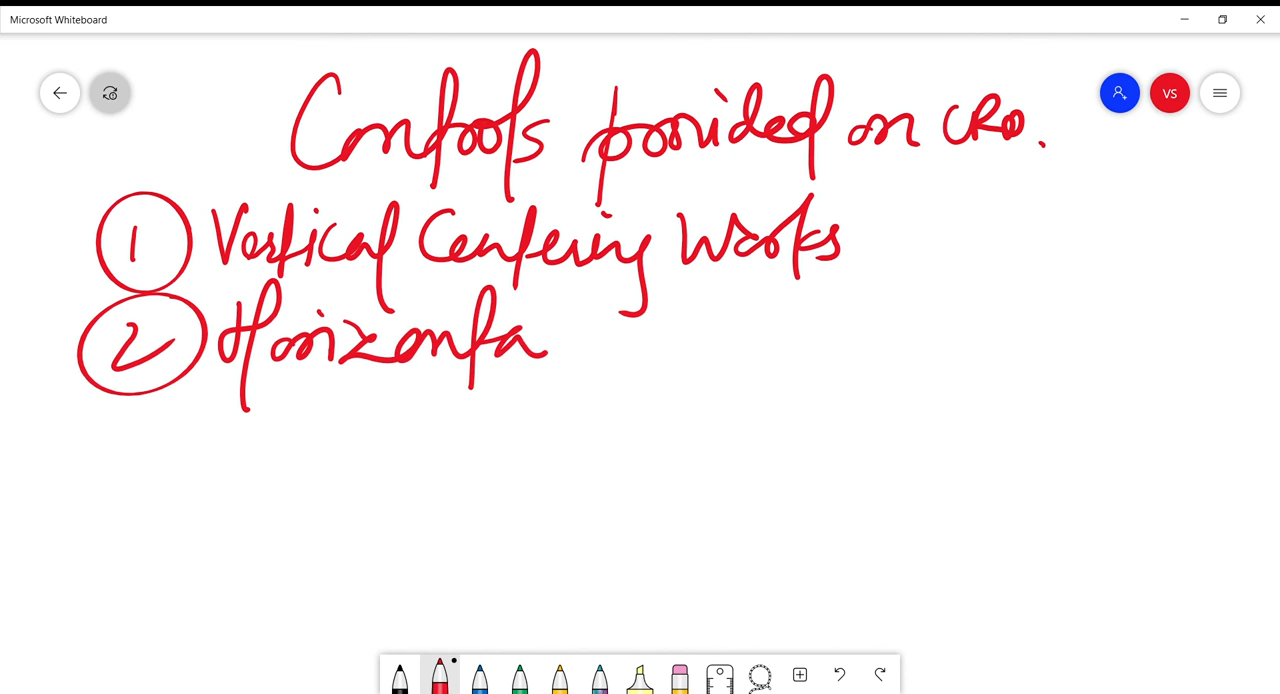 Microsoft Whiteboard
VS
Controls provided on CRO.
1 Vertical Centering Works
2 Horizonta